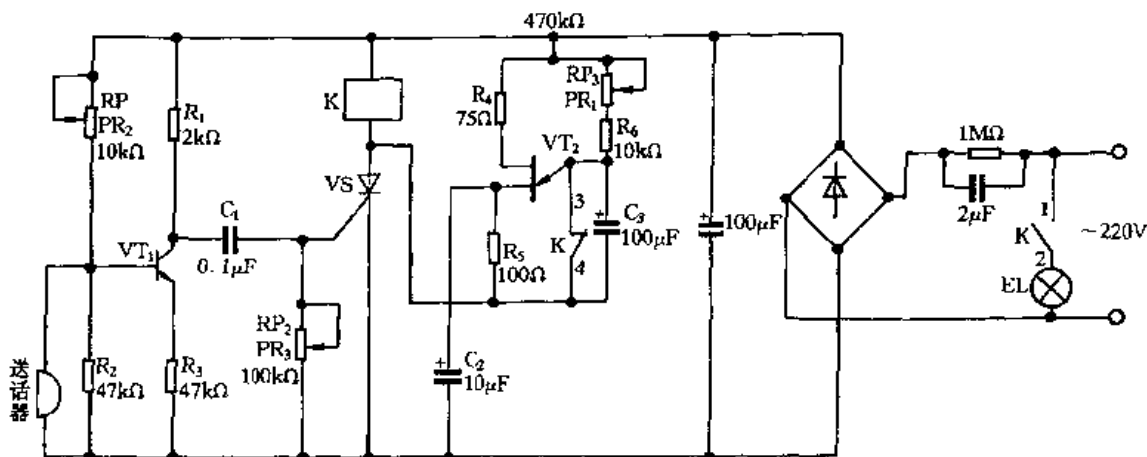 470kΩ
RP
PR₂
10kΩ
R₁
2kΩ
K
R₄
75Ω
RP₃
PR₁
R₆
10kΩ
VT₂
VS
C₁
0.1μF
VT₁
3
K
4
C₃
100μF
R₅
100Ω
+
+
+
100μF
1MΩ
2μF
1
K
2
EL
~220V
RP₂
PR₃
100kΩ
C₂
10μF
R₂
47kΩ
R₃
47kΩ
送话器